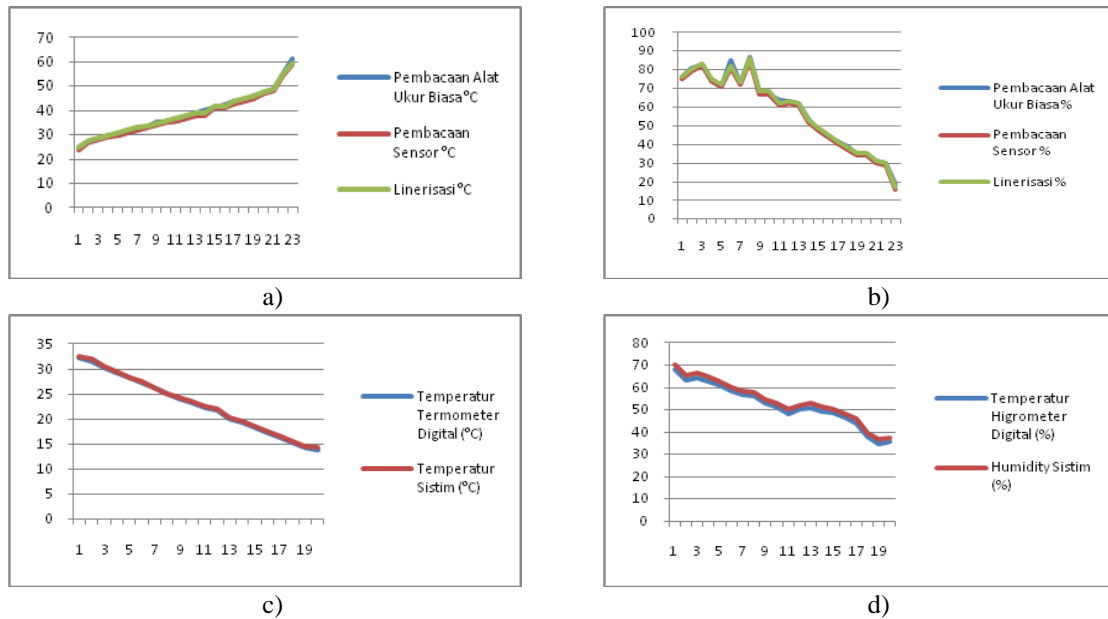 70
60
50
40
30
20
10
0
1 3 5 7 9 11 13 15 17 19 21 23
Pembacaan Alat
Ukur Biasa °C
Pembacaan
Sensor °C
Linerisasi °C
a)
100
90
80
70
60
50
40
30
20
10
0
1 3 5 7 9 11 13 15 17 19 21 23
Pembacaan Alat
Ukur Biasa %
Pembacaan
Sensor %
Linerisasi %
b)
35
30
25
20
15
10
5
0
1 3 5 7 9 11 13 15 17 19
Temperatur
Termometer
Digital (°C)
Temperatur
Sistim (°C)
c)
80
70
60
50
40
30
20
10
0
1 3 5 7 9 11 13 15 17 19
Temperatur
Higrometer
Digital (%)
Humidity Sistim
(%)
d)